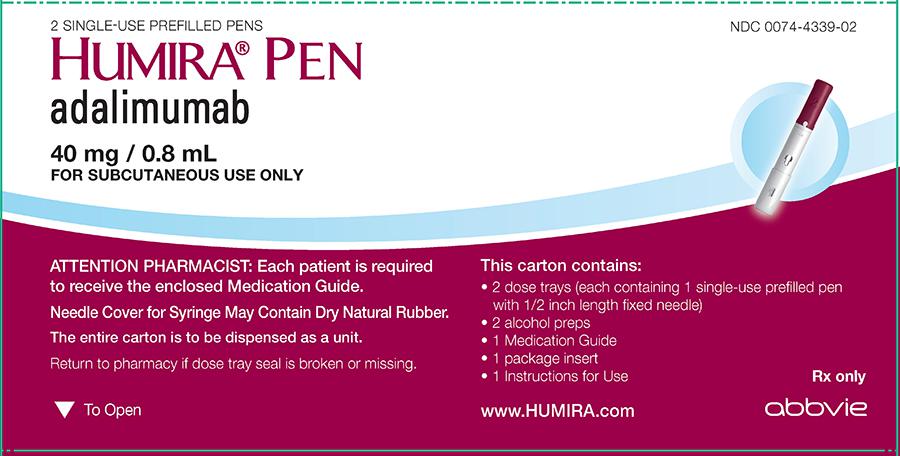 2 SINGLE-USE PREFILLED PENS
NDC 0074-4339-02
HUMIRA® PEN
adalimumab
40 mg / 0.8 mL
FOR SUBCUTANEOUS USE ONLY
ATTENTION PHARMACIST: Each patient is required
to receive the enclosed Medication Guide.
Needle Cover for Syringe May Contain Dry Natural Rubber.
The entire carton is to be dispensed as a unit.
Return to pharmacy if dose tray seal is broken or missing.
▼ To Open
This carton contains:
• 2 dose trays (each containing 1 single-use prefilled pen
with 1/2 inch length fixed needle)
• 2 alcohol preps
• 1 Medication Guide
• 1 package insert
• 1 Instructions for Use
Rx only
www.HUMIRA.com
abbvie